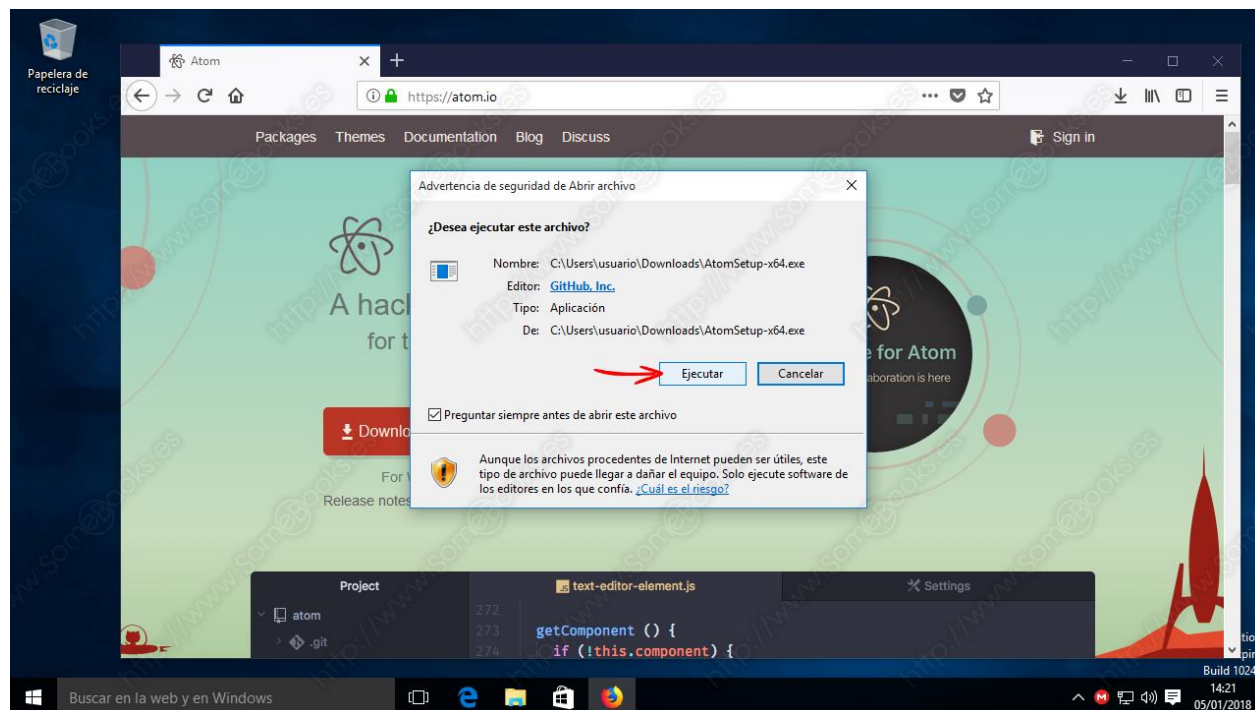 Papelera de
reciclaje
Atom
https://atom.io
Packages Themes Documentation Blog Discuss
Sign in
Advertencia de seguridad de Abrir archivo
¿Desea ejecutar este archivo?
Nombre: C:\Users\usuario\Downloads\AtomSetup-x64.exe
Editor: GitHub, Inc.
Tipo: Aplicación
De: C:\Users\usuario\Downloads\AtomSetup-x64.exe
Ejecutar Cancelar
Preguntar siempre antes de abrir este archivo
Aunque los archivos procedentes de Internet pueden ser útiles, este
tipo de archivo puede llegar a dañar el equipo. Solo ejecute software de
los editores en los que confía. ¿Cuál es el riesgo?
A hac
for t
for Atom
aboration is here
Downlo
For
Release notes
Project
text-editor-element.js
Settings
atom
.git
272
273 getComponent () {
274 if (!this.component) {
Build 1024
Buscar en la web y en Windows
14:21
05/01/2018
http://www.SomeBooks.es